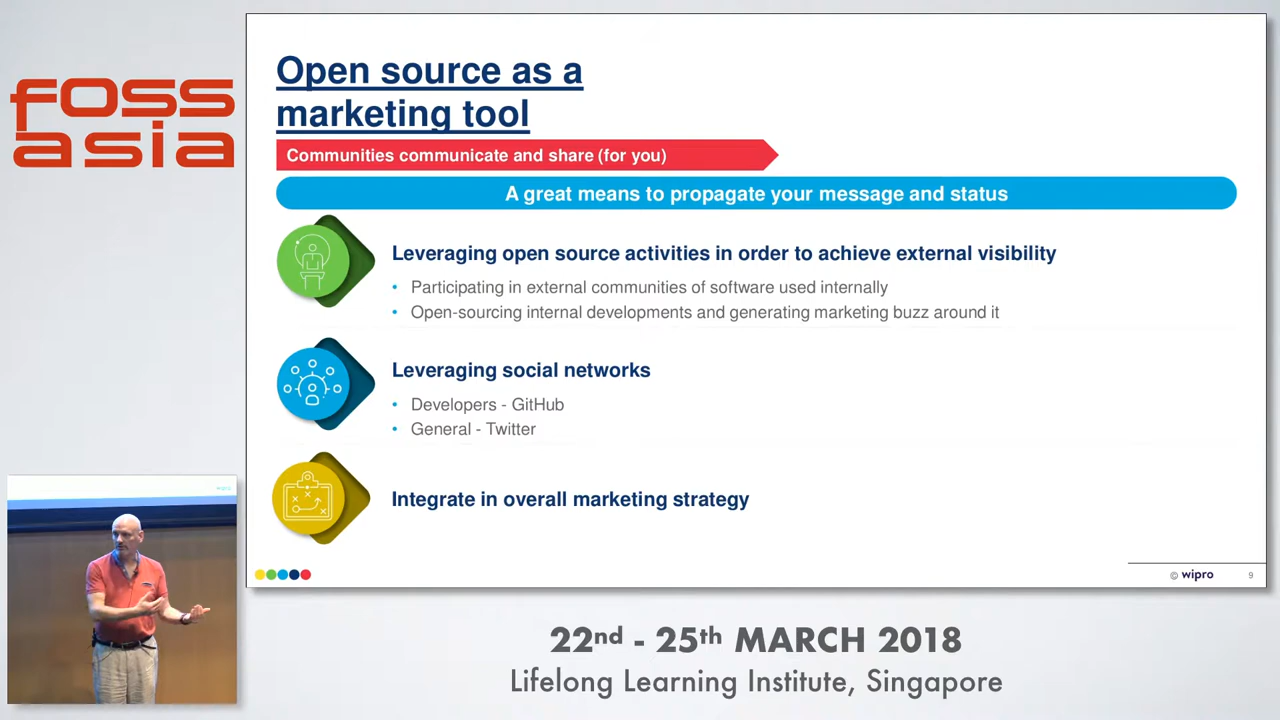 foss
asia
Open source as a
marketing tool
Communities communicate and share (for you)
A great means to propagate your message and status
Leveraging open source activities in order to achieve external visibility
• Participating in external communities of software used internally
• Open-sourcing internal developments and generating marketing buzz around it
Leveraging social networks
• Developers - GitHub
• General - Twitter
Integrate in overall marketing strategy
© wipro 9
22nd - 25th MARCH 2018
Lifelong Learning Institute, Singapore